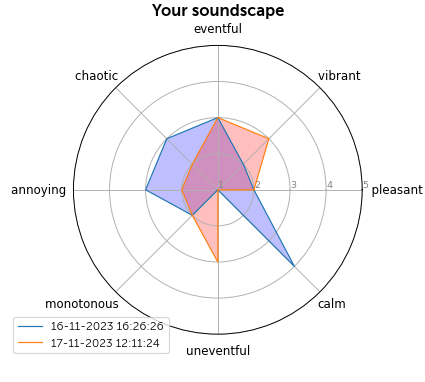 Your soundscape
eventful
chaotic
vibrant
annoying
1 2 3 4 5
pleasant
monotonous
calm
16-11-2023 16:26:26
17-11-2023 12:11:24
uneventful